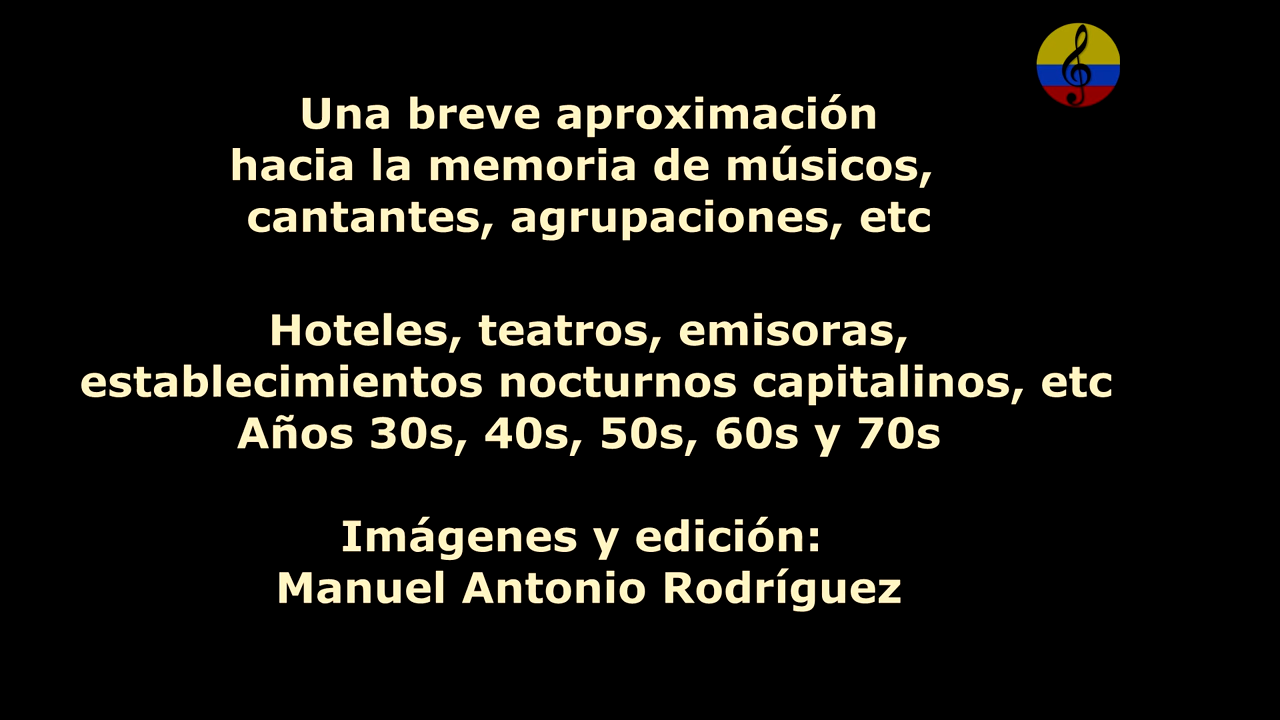 Una breve aproximación
hacia la memoria de músicos,
cantantes, agrupaciones, etc
Hoteles, teatros, emisoras,
establecimientos nocturnos capitalinos, etc
Años 30s, 40s, 50s, 60s y 70s
Imágenes y edición:
Manuel Antonio Rodríguez